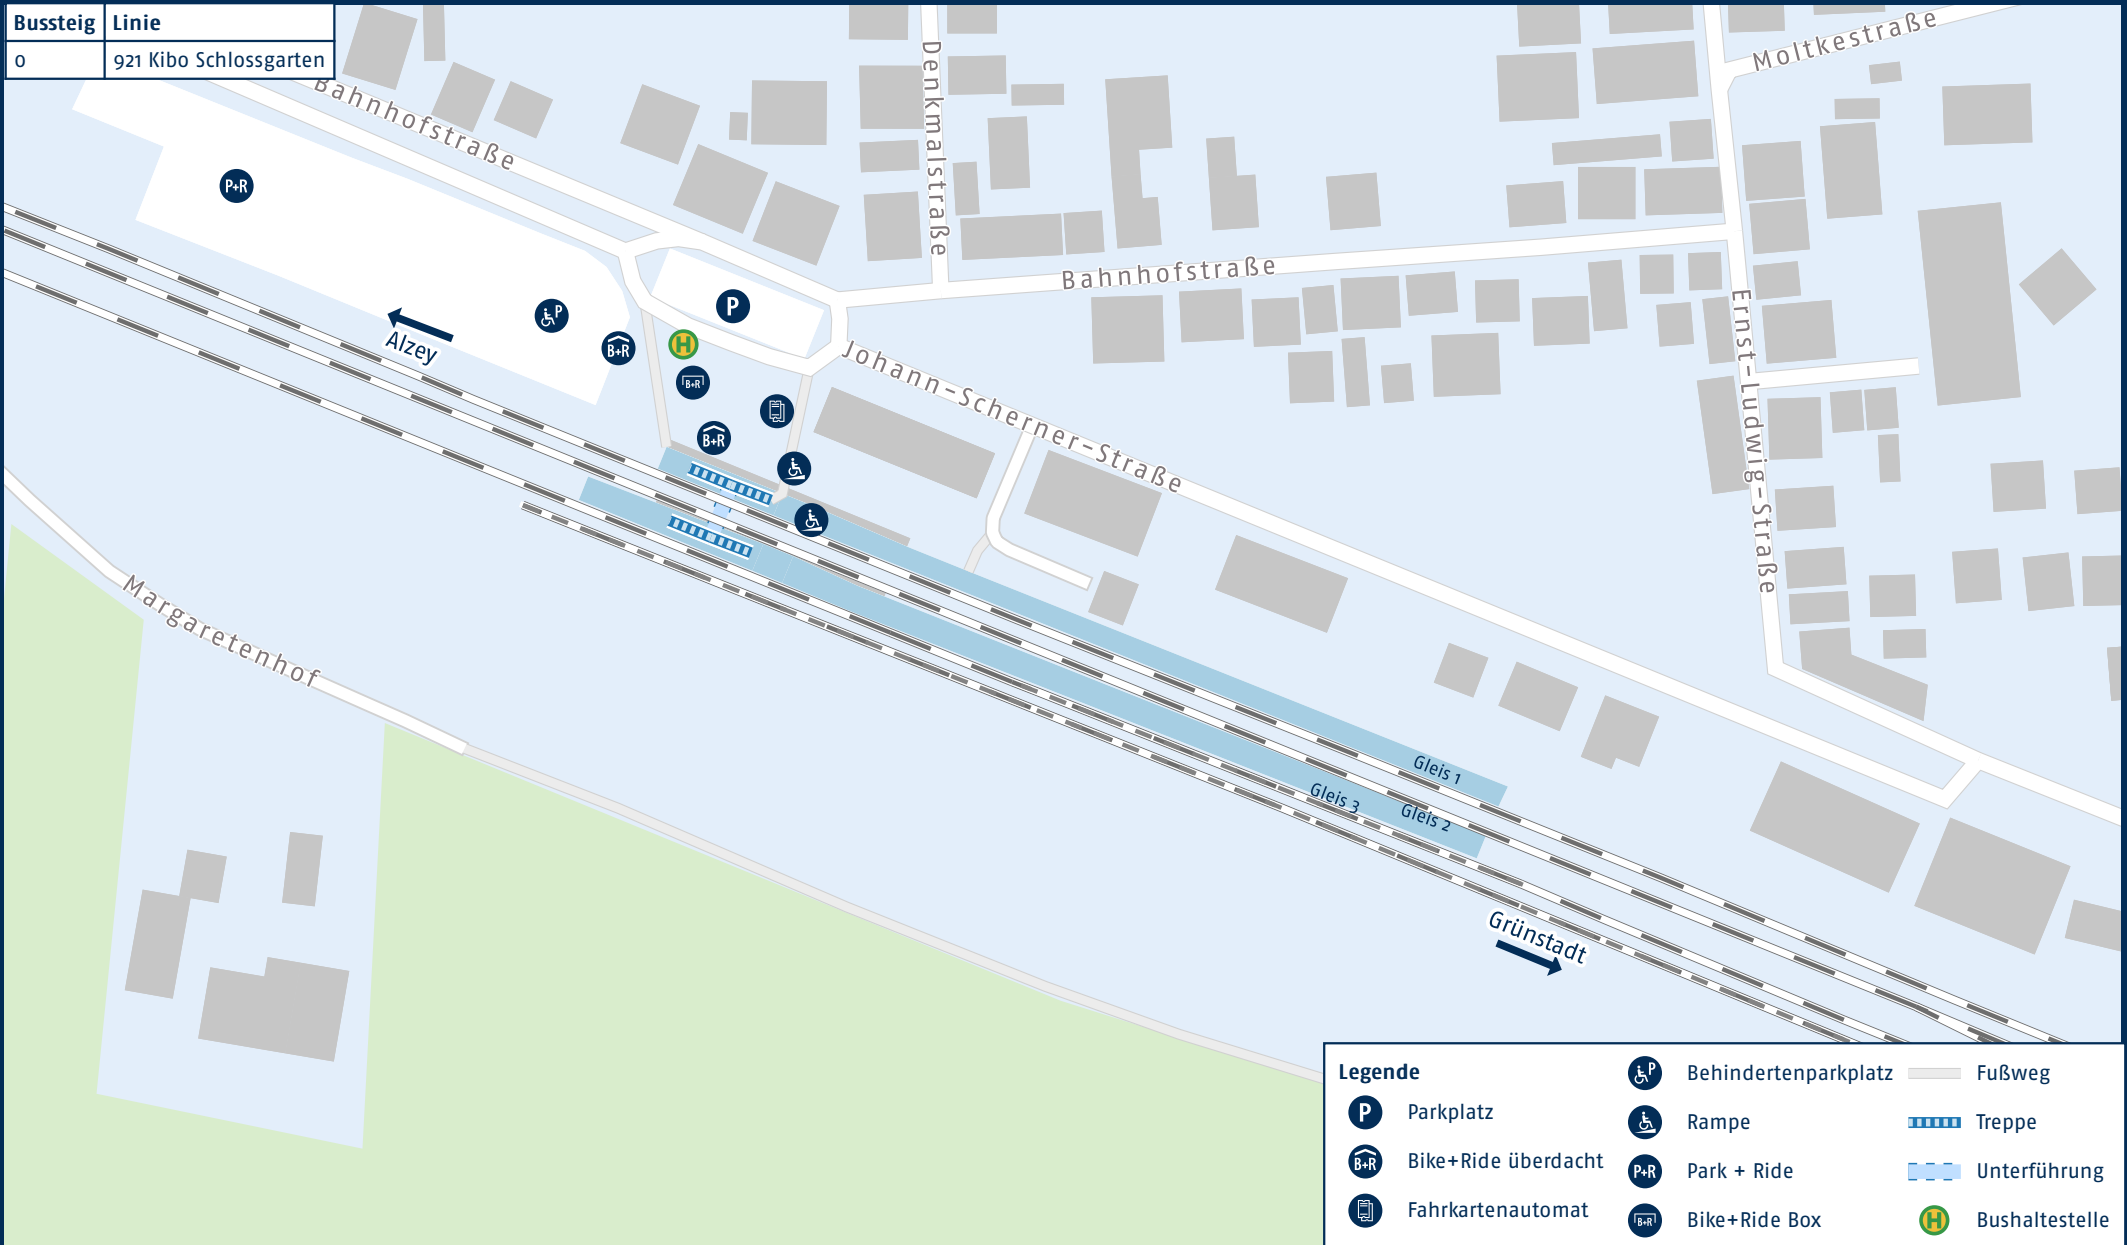 Bussteig Linie
0 921 Kibo Schlossgarten
Bahnhofstraße
Denkmalstraße
Moltkestraße
P+R
Bahnhofstraße
P
P
H
Alzey
B+R
B+R
B+R
Johann-Scherner-Straße
Ernst-Ludwig-Straße
Margaretenhof
Gleis 1
Gleis 3
Gleis 2
Grünstadt
Legende
P Parkplatz
B+R Bike+Ride überdacht
Fahrkartenautomat
P Behindertenparkplatz
Rampe
P+R Park + Ride
B+R Bike+Ride Box
Fußweg
Treppe
Unterführung
H Bushaltestelle